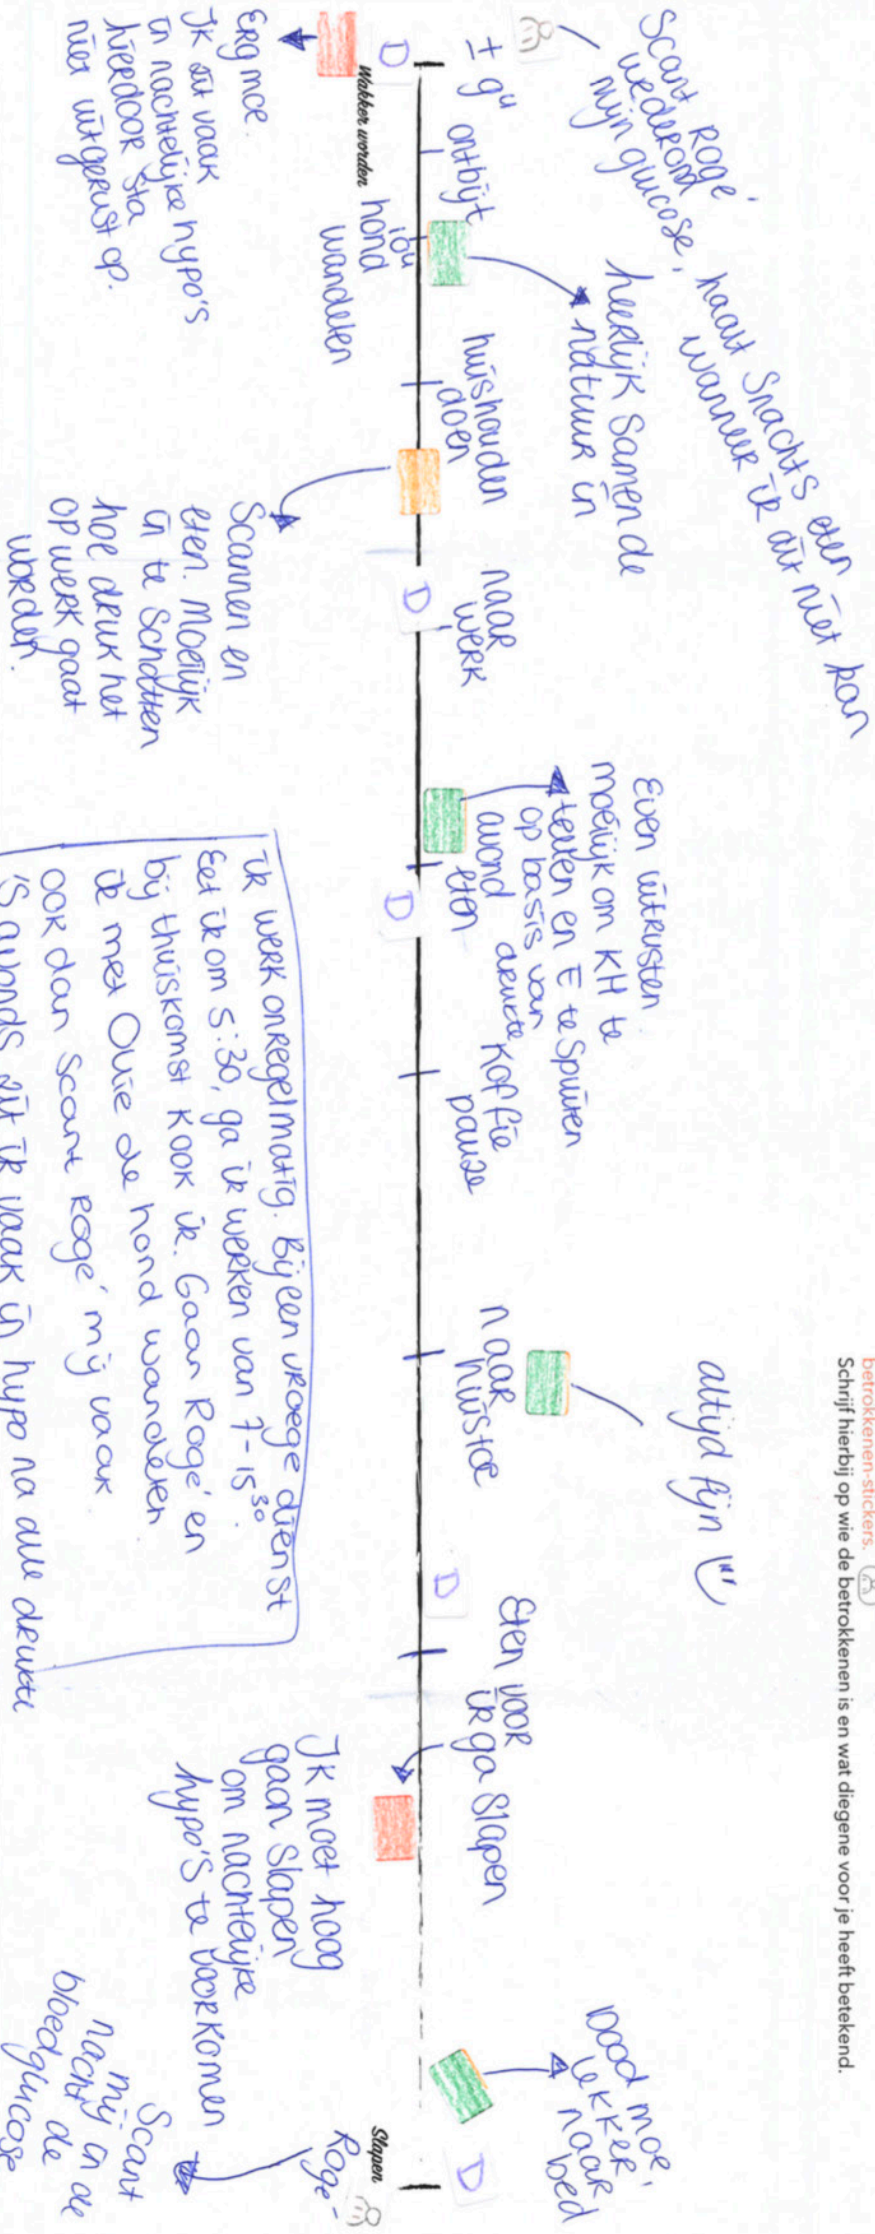 betrokkenen-stickers.
Schrijf hierbij op wie de betrokkenen is en wat diegene voor je heeft betekend.
Scant Rogé
wederom
mijn glucose,
haalt snachts eten
wanneer ik dit niet kan
D
Wakker worden
Erg moe.
Ik zit vaak
in nachtelijke hypo's
hierdoor sta
niet uitgerust op.
± 9u ontbijt
10u
hond
wandelen
heerlijk samen de
natuur in
huishouden
doen
Scannen en
eten. Moeilijk
in te schatten
hoe druk het
op werk gaat
worden.
naar
werk
D
Even uitrusten.
moeilijk om KH te
tellen en E te spuiten
op basis van
drukte
avond
eten
D
koffie
pauze
naar
huis toe
altijd fijn
D
Eten voor
ik ga slapen
Ik moet hoog
gaan slapen
om nachtelijke
hypo's te voorkomen
Dood moe,
lekker
naar
bed
D
Slapen
Rogé
Scant
mij in de
nacht de
bloedglucose
ik werk onregelmatig. Bij een vroege dienst
Eet ik om 5:30, ga ik werken van 7-15³⁰.
bij thuiskomst kook ik. Gaan Rogé en
ik met Ollie de hond wandelen
ook dan scant Rogé mij vaak
's avonds zit ik vaak in hypo na alle drukte